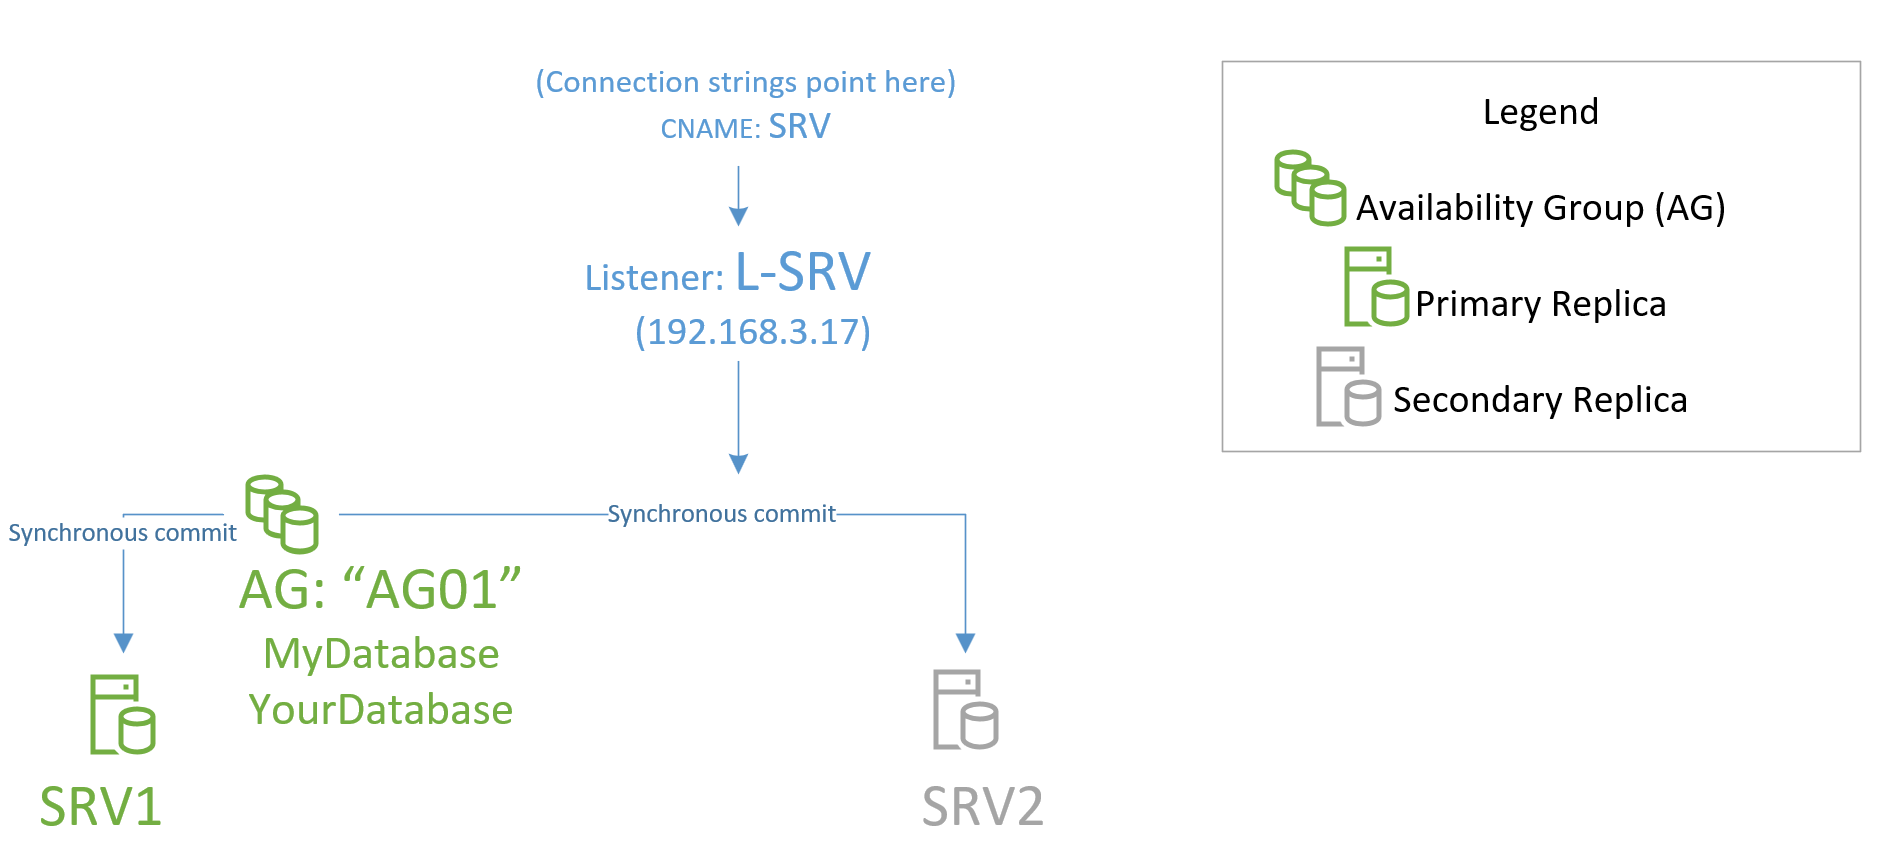 (Connection strings point here)
CNAME: SRV
Listener: L-SRV
(192.168.3.17)
Synchronous commit
Synchronous commit
AG: “AG01”
MyDatabase
YourDatabase
SRV1
SRV2
Legend
Availability Group (AG)
Primary Replica
Secondary Replica